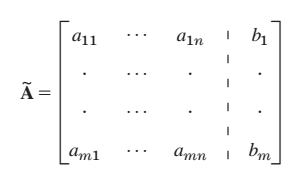 a₁₁ ⋯ a₁ₙ | b₁
. ⋯ . | .
Ã = . ⋯ . | .
aₘ₁ ⋯ aₘₙ | bₘ